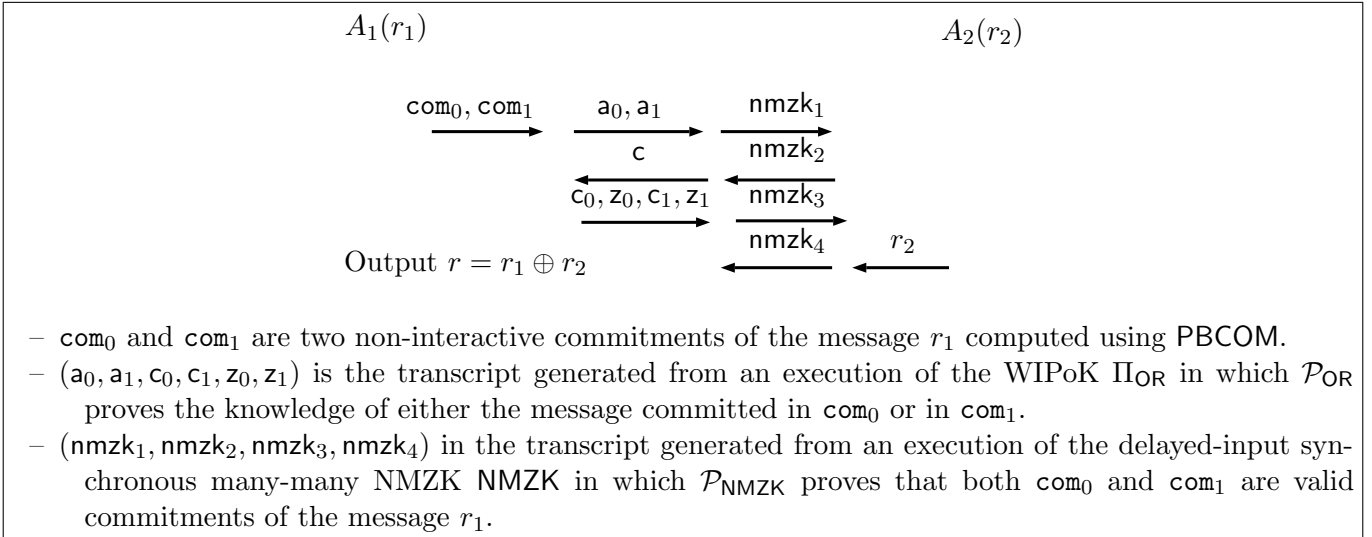 A₁(r₁) A₂(r₂)
com₀, com₁ a₀, a₁ nmzk₁
c nmzk₂
c₀, z₀, c₁, z₁ nmzk₃
nmzk₄ r₂
Output r = r₁ ⊕ r₂
– com₀ and com₁ are two non-interactive commitments of the message r₁ computed using PBCOM.
– (a₀, a₁, c₀, c₁, z₀, z₁) is the transcript generated from an execution of the WIPoK Π_OR in which 𝒫_OR
proves the knowledge of either the message committed in com₀ or in com₁.
– (nmzk₁, nmzk₂, nmzk₃, nmzk₄) in the transcript generated from an execution of the delayed-input syn-
chronous many-many NMZK NMZK in which 𝒫_NMZK proves that both com₀ and com₁ are valid
commitments of the message r₁.